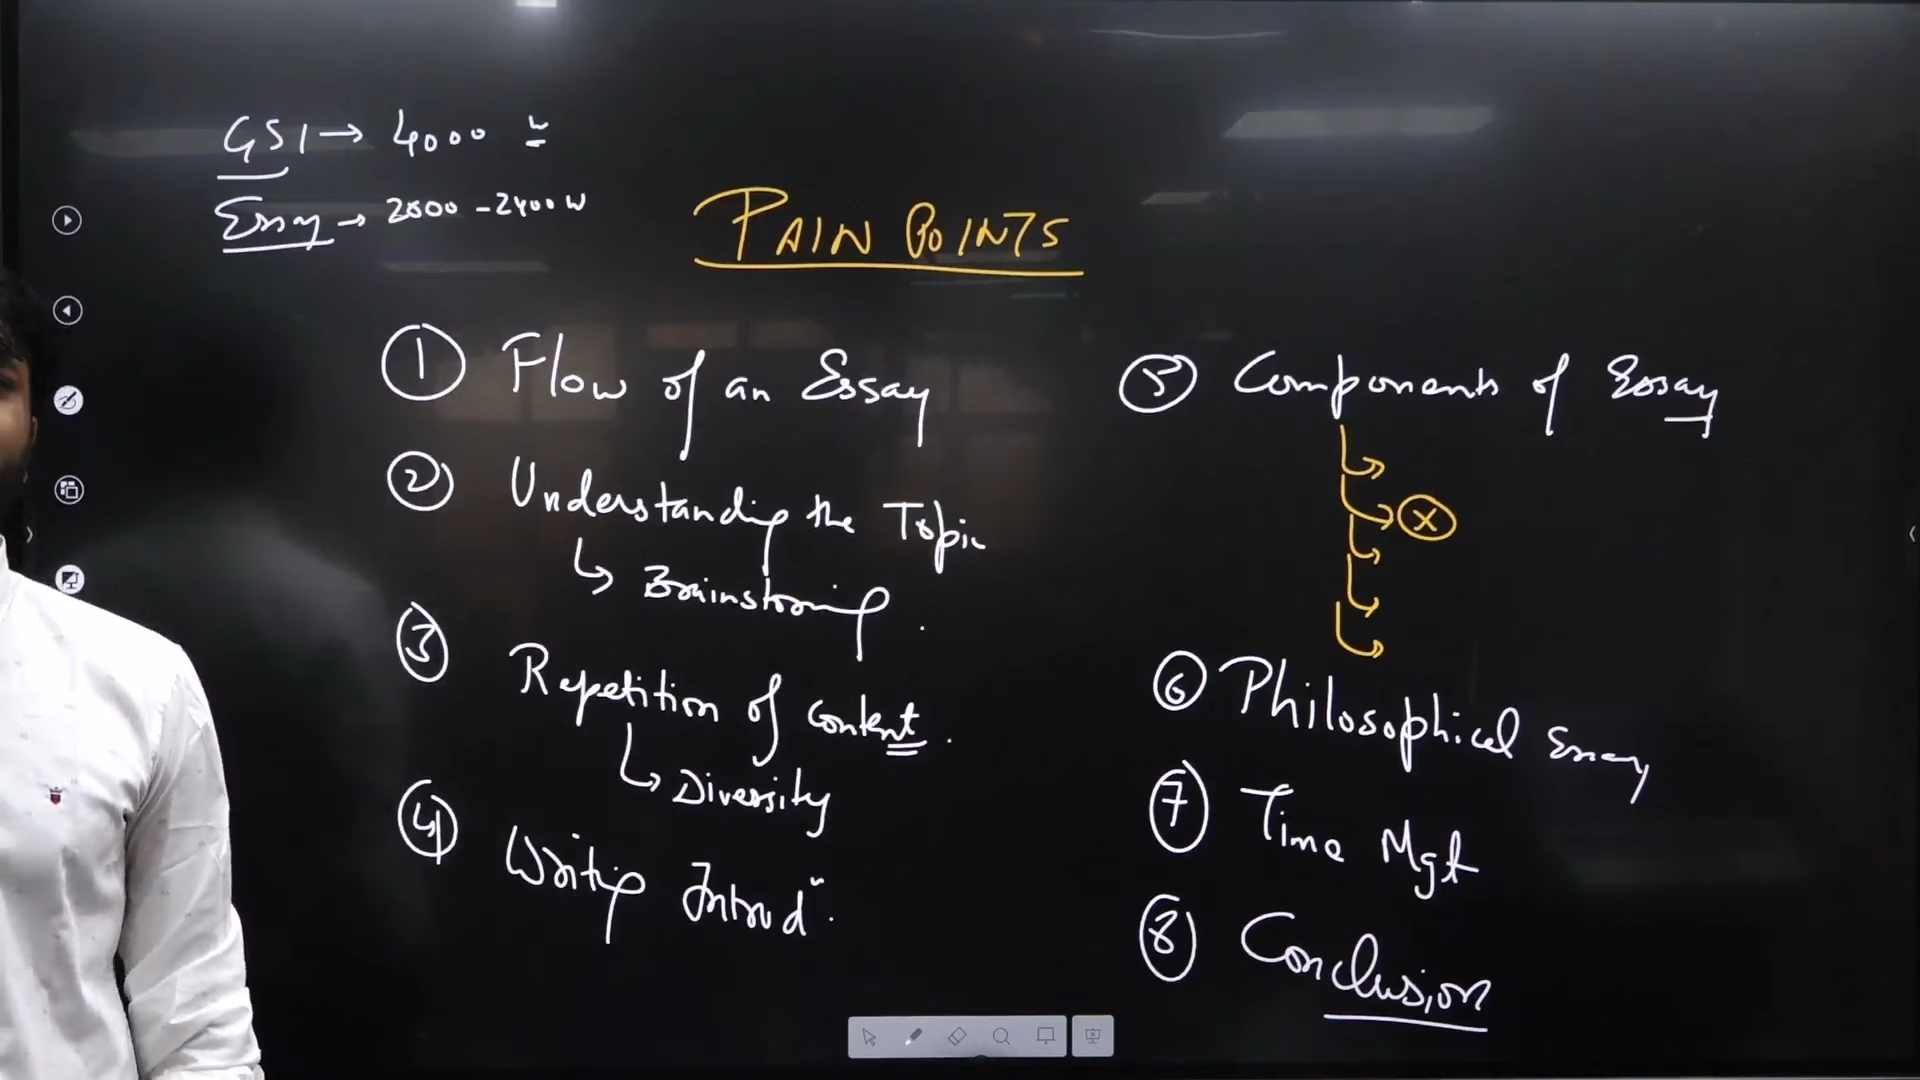 GS1 → 4000 w
Essay → 2000 - 2400 w
PAIN POINTS
① Flow of an Essay
② Understanding the Topic
↳ Brainstorming.
③ Repetition of content.
↳ Diversity
④ Writing Introdⁿ.
⑤ Components of Essay
↳
↳ ⓧ
↳
↳
↳
⑥ Philosophical Essay
⑦ Time Mgt
⑧ Conclusion